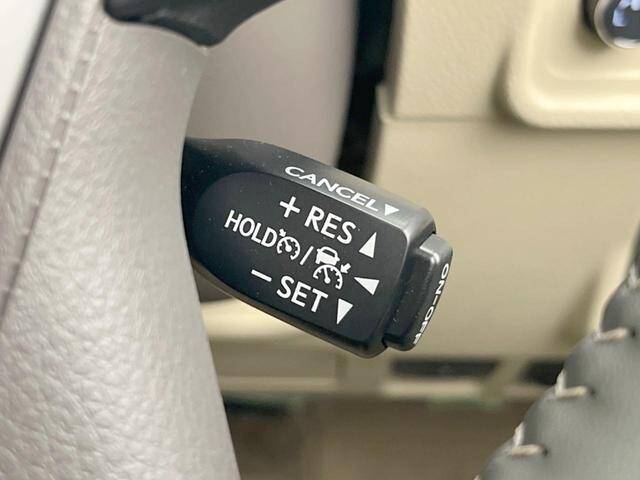 CANCEL▼
+ RES ▲
HOLD /
− SET ▼
ON-OFF